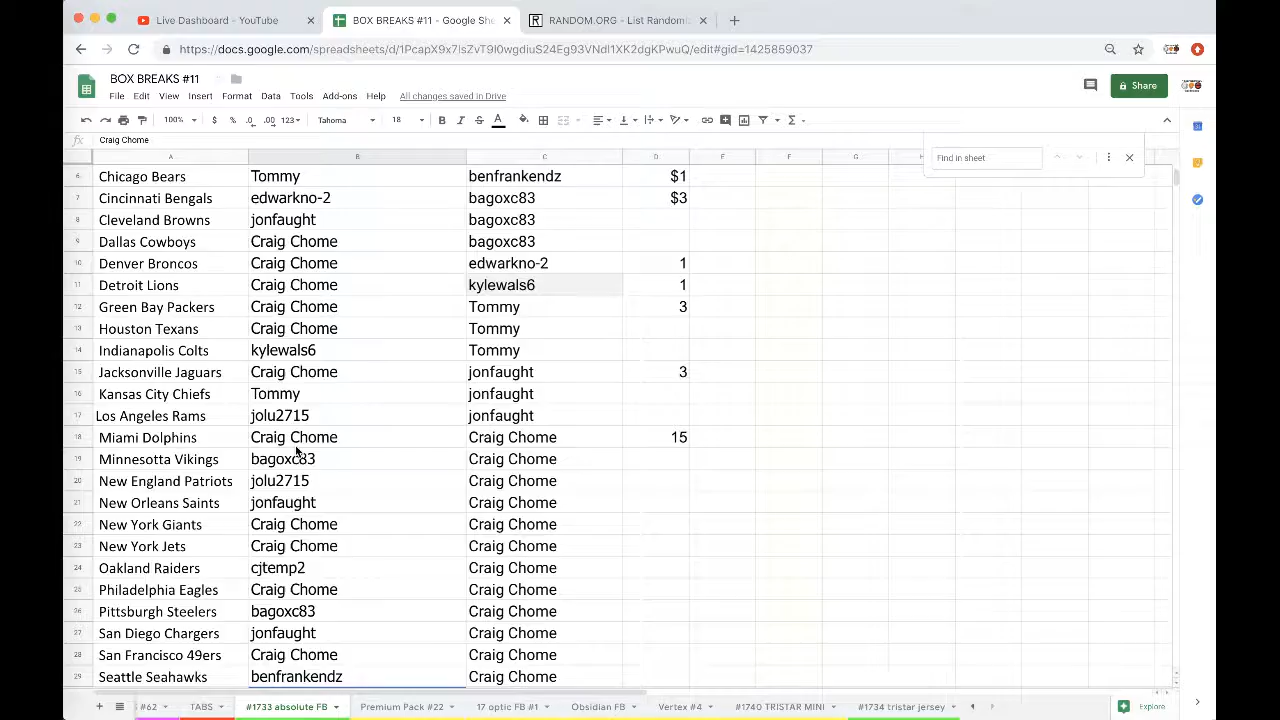 Live Dashboard - YouTube
BOX BREAKS #11 - Google She
RANDOM.ORG - List Randomi
https://docs.google.com/spreadsheets/d/
BOX BREAKS #11
File Edit View Insert Format Data Tools Add-ons Help All changes saved in Drive
Share
100% $ % .0 .00 123 Tahoma 18 B I S A
fx Craig Chome
Find in sheet
A B C D E F G H
6 Chicago Bears Tommy benfrankendz $1
7 Cincinnati Bengals edwarkno-2 bagoxc83 $3
8 Cleveland Browns jonfaught bagoxc83
9 Dallas Cowboys Craig Chome bagoxc83
10 Denver Broncos Craig Chome edwarkno-2 1
11 Detroit Lions Craig Chome kylewals6 1
12 Green Bay Packers Craig Chome Tommy 3
13 Houston Texans Craig Chome Tommy
14 Indianapolis Colts kylewals6 Tommy
15 Jacksonville Jaguars Craig Chome jonfaught 3
16 Kansas City Chiefs Tommy jonfaught
17 Los Angeles Rams jolu2715 jonfaught
18 Miami Dolphins Craig Chome Craig Chome 15
19 Minnesotta Vikings bagoxc83 Craig Chome
20 New England Patriots jolu2715 Craig Chome
21 New Orleans Saints jonfaught Craig Chome
22 New York Giants Craig Chome Craig Chome
23 New York Jets Craig Chome Craig Chome
24 Oakland Raiders cjtemp2 Craig Chome
25 Philadelphia Eagles Craig Chome Craig Chome
26 Pittsburgh Steelers bagoxc83 Craig Chome
27 San Diego Chargers jonfaught Craig Chome
28 San Francisco 49ers Craig Chome Craig Chome
29 Seattle Seahawks benfrankendz Craig Chome
#62 TABS #1733 absolute FB Premium Pack #22 17 optic FB #1 Obsidian FB Vertex #4 #1740 TRISTAR MINI #1734 tristar jersey Explore